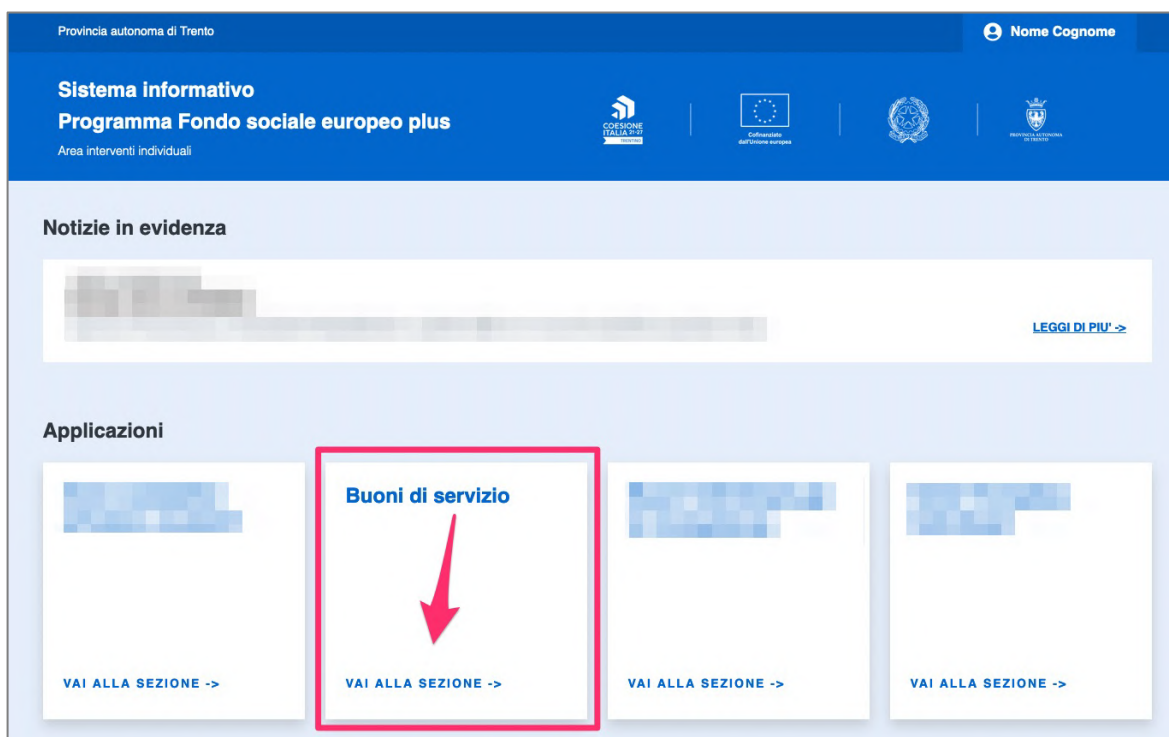 Provincia autonoma di Trento
Nome Cognome
Sistema informativo
Programma Fondo sociale europeo plus
Area interventi individuali
COESIONE
ITALIA 21-27
TRENTINO
Cofinanziato
dall'Unione europea
PROVINCIA AUTONOMA
DI TRENTO
Notizie in evidenza
LEGGI DI PIU' ->
Applicazioni
Buoni di servizio
VAI ALLA SEZIONE ->
VAI ALLA SEZIONE ->
VAI ALLA SEZIONE ->
VAI ALLA SEZIONE ->